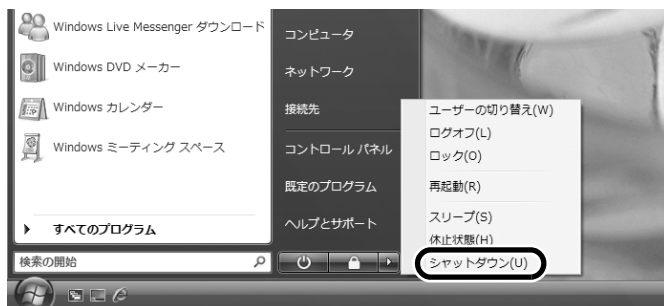 Windows Live Messenger ダウンロード
Windows DVD メーカー
Windows カレンダー
Windows ミーティング スペース
すべてのプログラム
検索の開始
コンピュータ
ネットワーク
接続先
コントロール パネル
既定のプログラム
ヘルプとサポート
ユーザーの切り替え(W)
ログオフ(L)
ロック(O)
再起動(R)
スリープ(S)
休止状態(H)
シャットダウン(U)